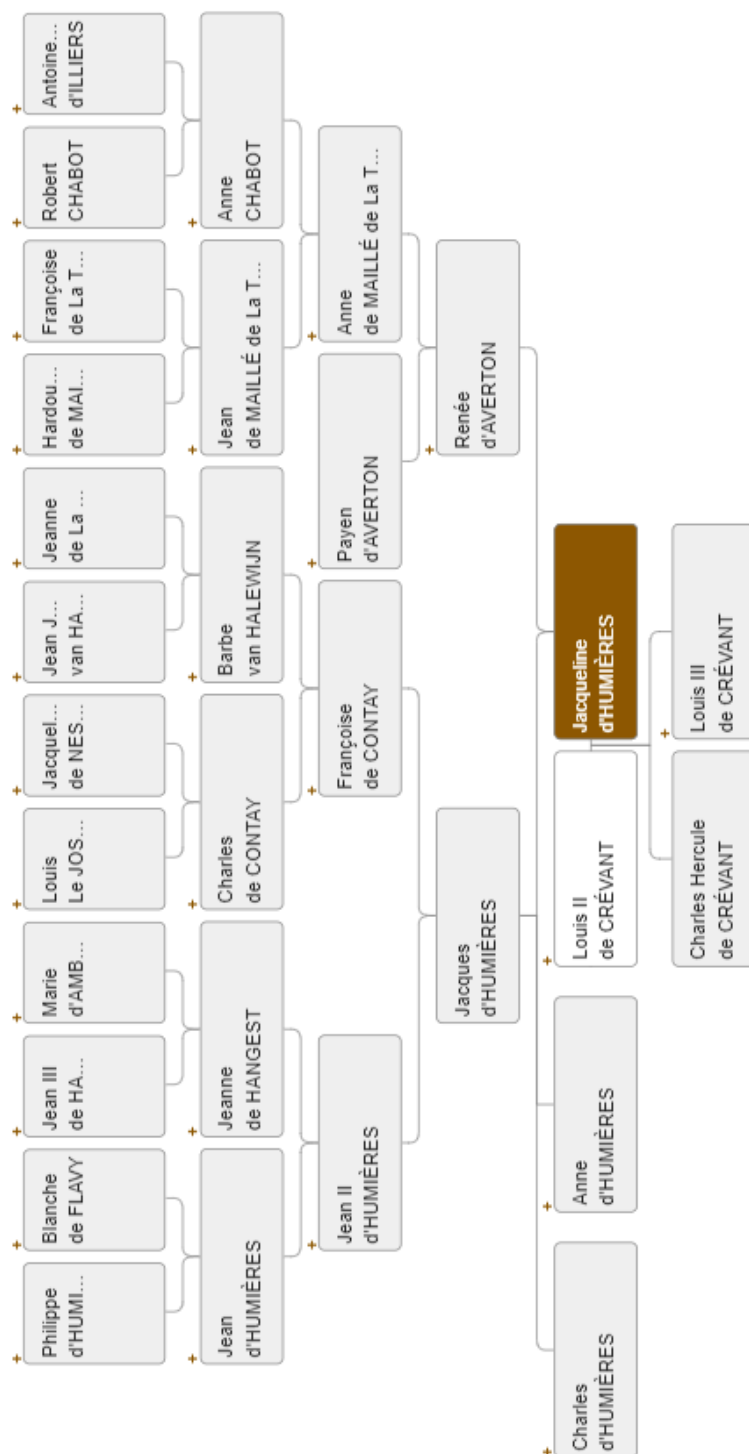 Philippe
d'HUMI...
Blanche
de FLAVY
Jean III
de HA...
Marie
d'AMB...
Louis
Le JOS...
Jacquel...
de NES...
Jean J...
van HA...
Jeanne
de La ...
Hardou...
de MAI...
Françoise
de La T...
Robert
CHABOT
Antoine...
d'ILLIERS
Jean
d'HUMIÈRES
Jeanne
de HANGEST
Charles
de CONTAY
Barbe
van HALEWIJN
Jean
de MAILLÉ de La T...
Anne
CHABOT
Jean II
d'HUMIÈRES
Françoise
de CONTAY
Payen
d'AVERTON
Anne
de MAILLÉ de La T...
Jacques
d'HUMIÈRES
Renée
d'AVERTON
Charles
d'HUMIÈRES
Anne
d'HUMIÈRES
Louis II
de CRÉVANT
Jacqueline
d'HUMIÈRES
Charles Hercule
de CRÉVANT
Louis III
de CRÉVANT